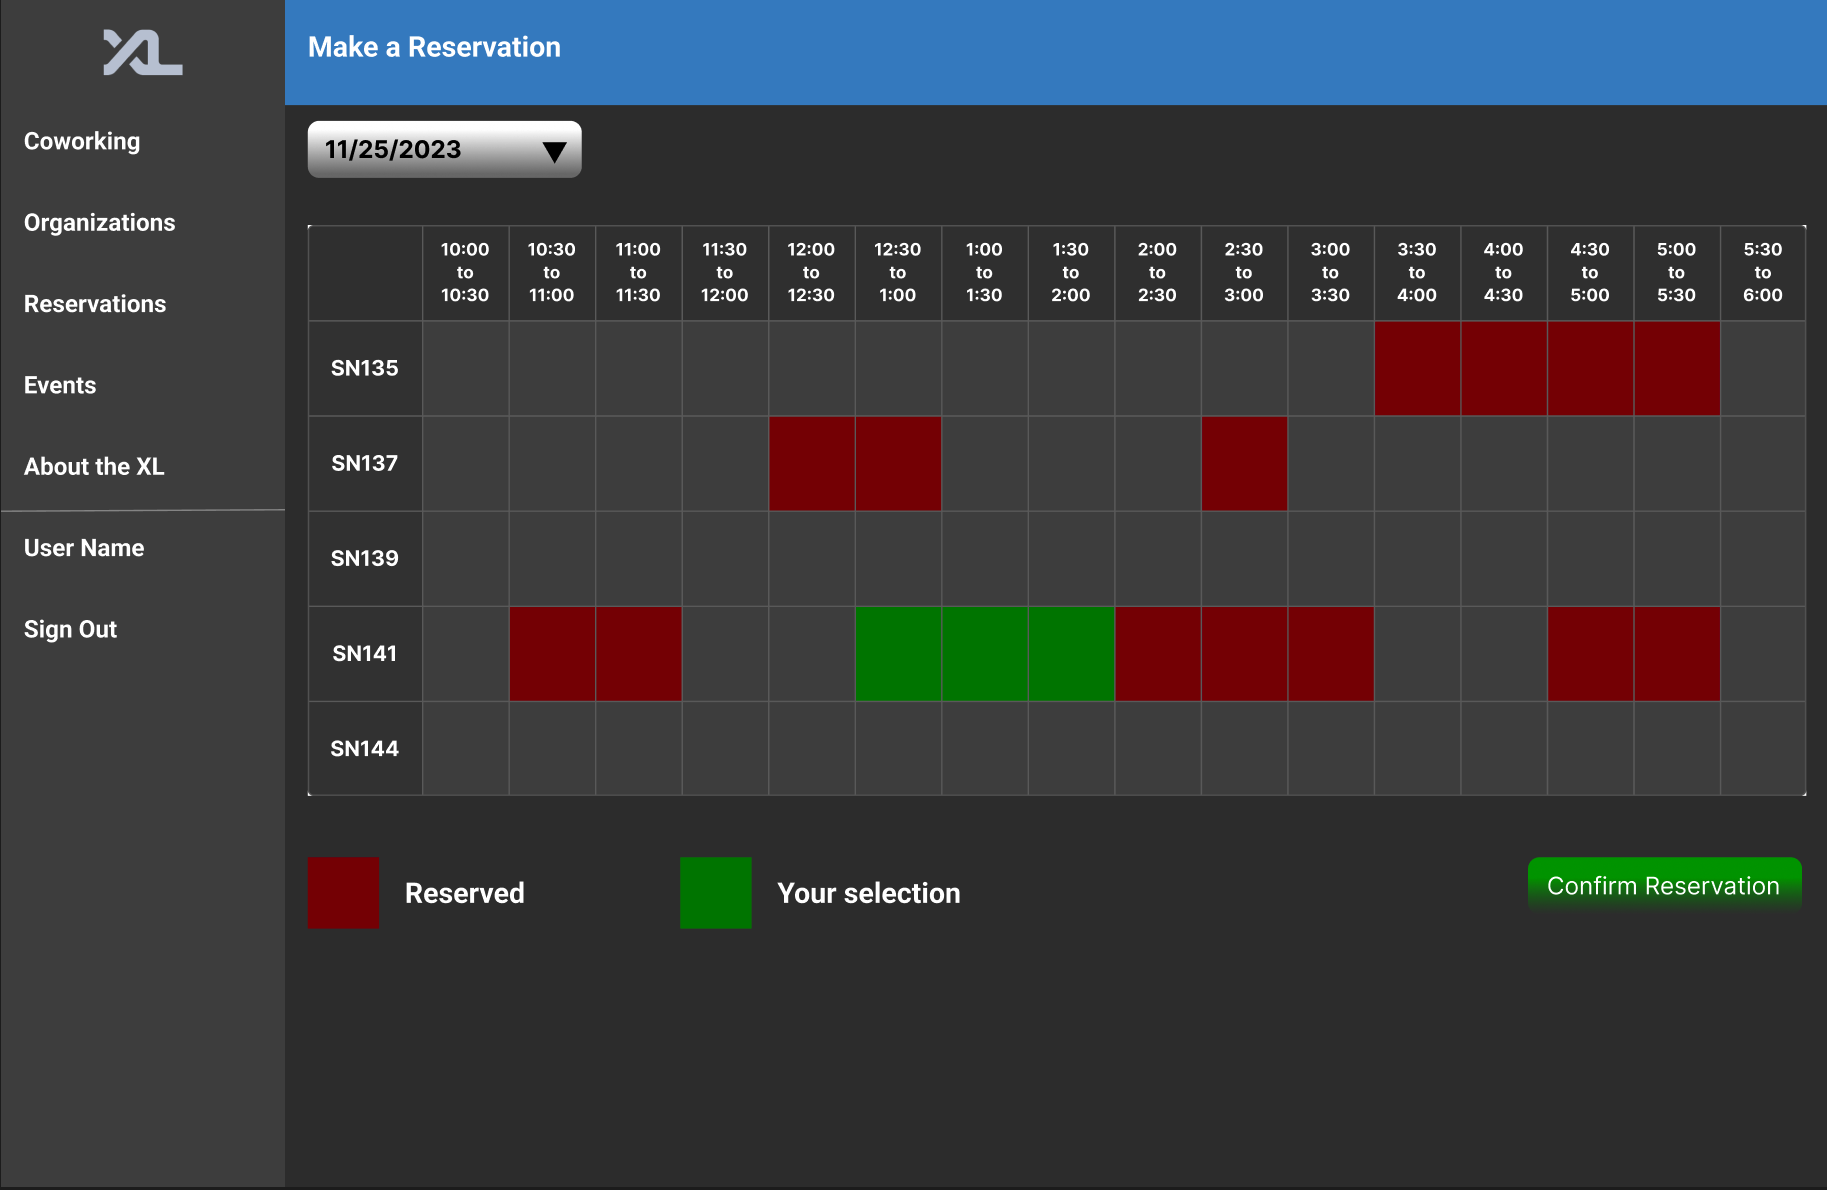 XL
Make a Reservation
Coworking
Organizations
Reservations
Events
About the XL
User Name
Sign Out
11/25/2023
10:00 to 10:30
10:30 to 11:00
11:00 to 11:30
11:30 to 12:00
12:00 to 12:30
12:30 to 1:00
1:00 to 1:30
1:30 to 2:00
2:00 to 2:30
2:30 to 3:00
3:00 to 3:30
3:30 to 4:00
4:00 to 4:30
4:30 to 5:00
5:00 to 5:30
5:30 to 6:00
SN135
SN137
SN139
SN141
SN144
Reserved
Your selection
Confirm Reservation